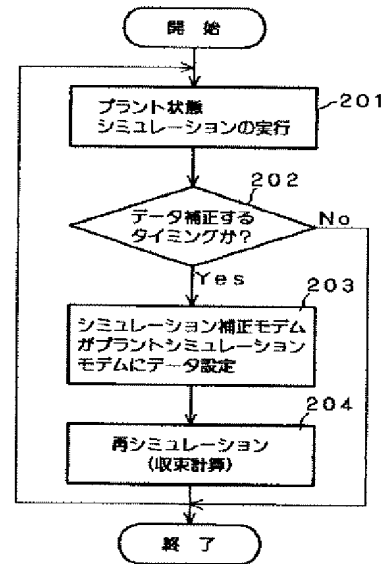 開始
プラント状態
シミュレーションの実行
201
202
データ補正する
タイミングか?
No
Yes
203
シミュレーション補正モデム
がプラントシミュレーション
モデムにデータ設定
204
再シミュレーション
(収束計算)
終了